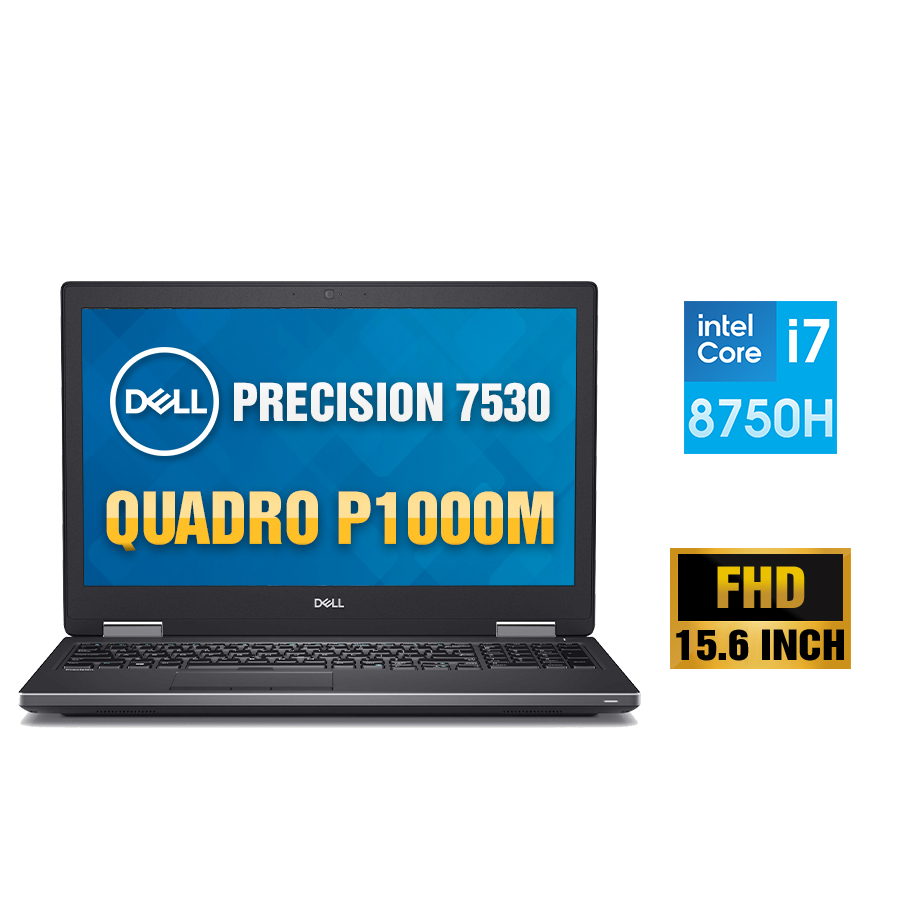 DELL PRECISION 7530
QUADRO P1000M
DELL
intel
Core i7
8750H
FHD
15.6 INCH